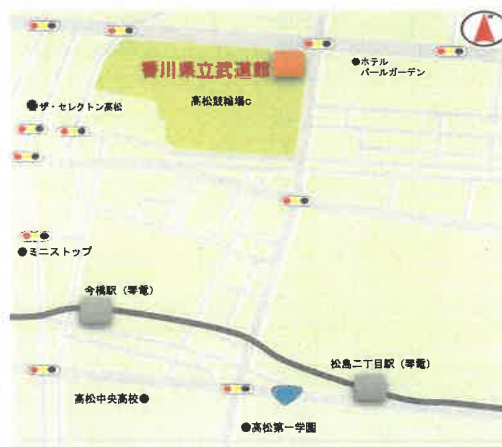 香川県立武道館
●ホテル
パールガーデン
高松競輪場c
●ザ・セレクトン高松
●ミニストップ
今橋駅（琴電）
松島二丁目駅（琴電）
高松中央高校●
●高松第一学園